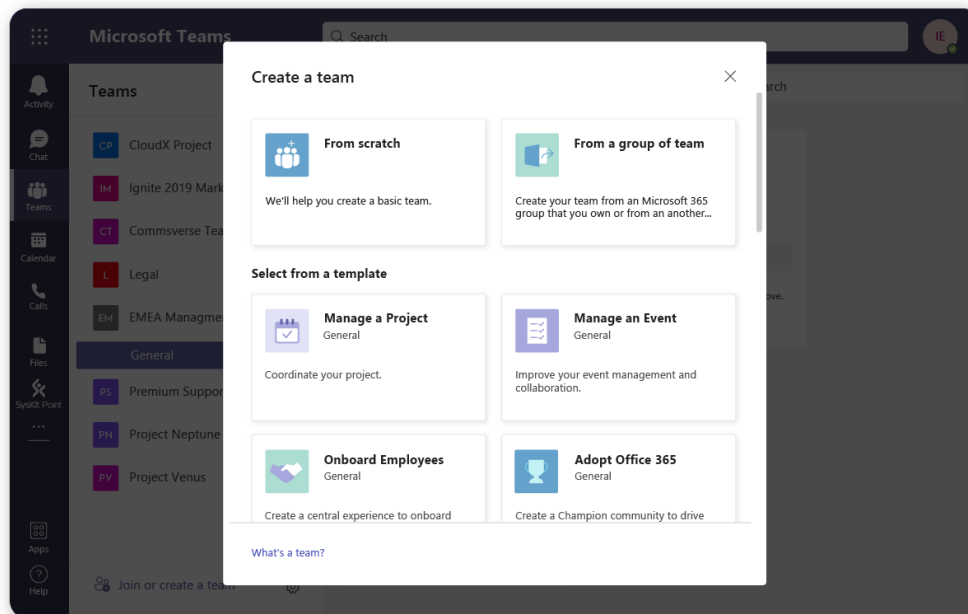 Microsoft Teams
Search
IE
Activity
Chat
Teams
Calendar
Calls
Files
SysKit Point
Apps
Help
Teams
CP CloudX Project
IM Ignite 2019 Mark
CT Commsverse Tea
L Legal
EM EMEA Managme
General
PS Premium Suppor
PN Project Neptune
PV Project Venus
Join or create a team
rch
ove.
Create a team
From scratch
We'll help you create a basic team.
From a group of team
Create your team from an Microsoft 365
group that you own or from an another...
Select from a template
Manage a Project
General
Coordinate your project.
Manage an Event
General
Improve your event management and
collaboration.
Onboard Employees
General
Create a central experience to onboard
Adopt Office 365
General
Create a Champion community to drive
What's a team?